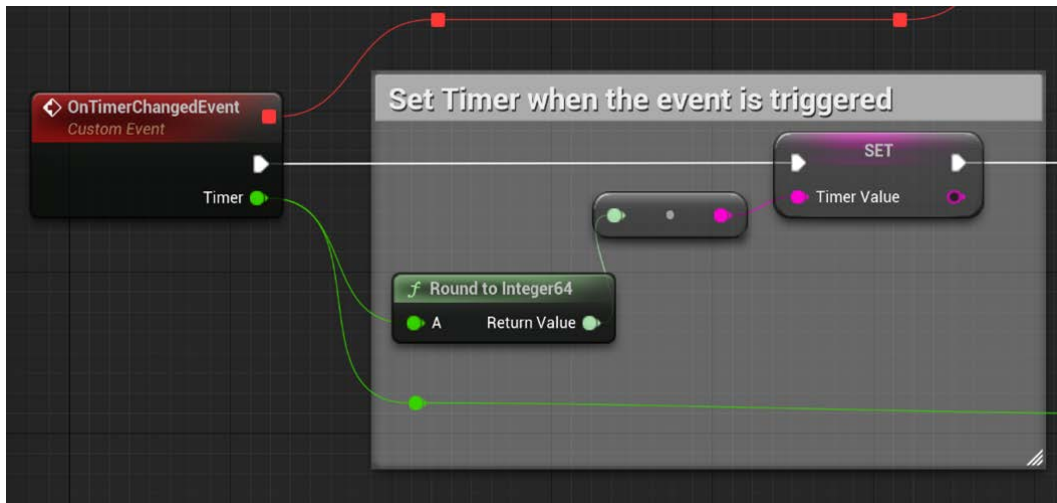 OnTimerChangedEvent
Custom Event
Timer
Set Timer when the event is triggered
SET
Timer Value
f Round to Integer64
A Return Value